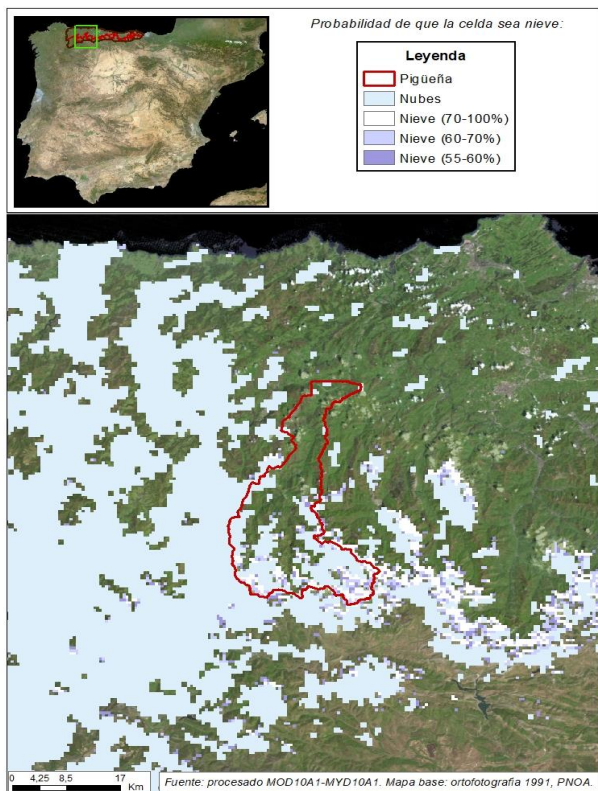 Probabilidad de que la celda sea nieve:
Leyenda
Pigüeña
Nubes
Nieve (70-100%)
Nieve (60-70%)
Nieve (55-60%)
0 4,25 8,5 17
Km
Fuente: procesado MOD10A1-MYD10A1. Mapa base: ortofotografia 1991, PNOA.